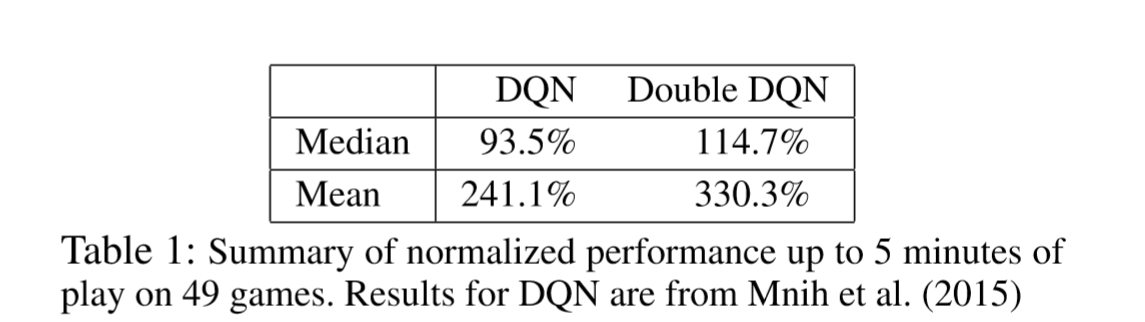 DQN Double DQN
Median 93.5% 114.7%
Mean 241.1% 330.3%
Table 1: Summary of normalized performance up to 5 minutes of
play on 49 games. Results for DQN are from Mnih et al. (2015)